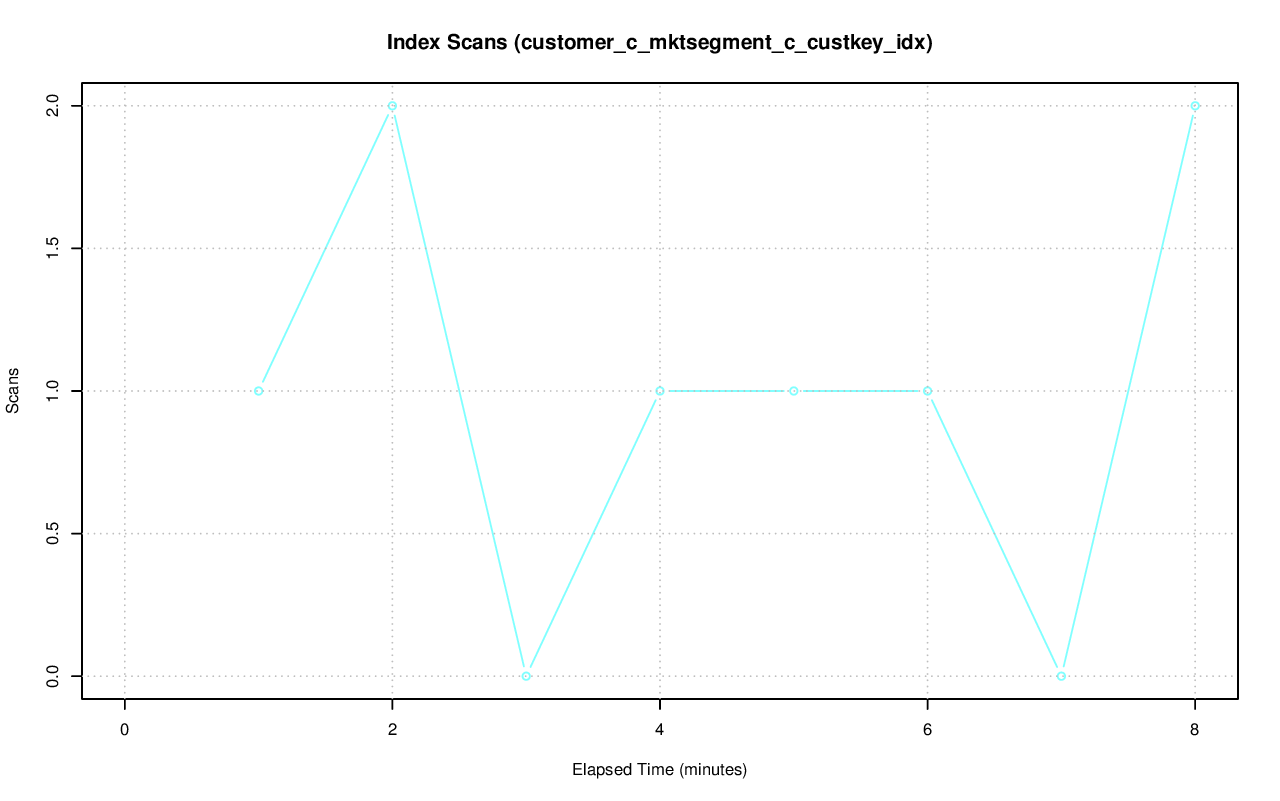 Index Scans (customer_c_mktsegment_c_custkey_idx)
2.0
1.5
1.0
0.5
0.0
Scans
0 2 4 6 8
Elapsed Time (minutes)